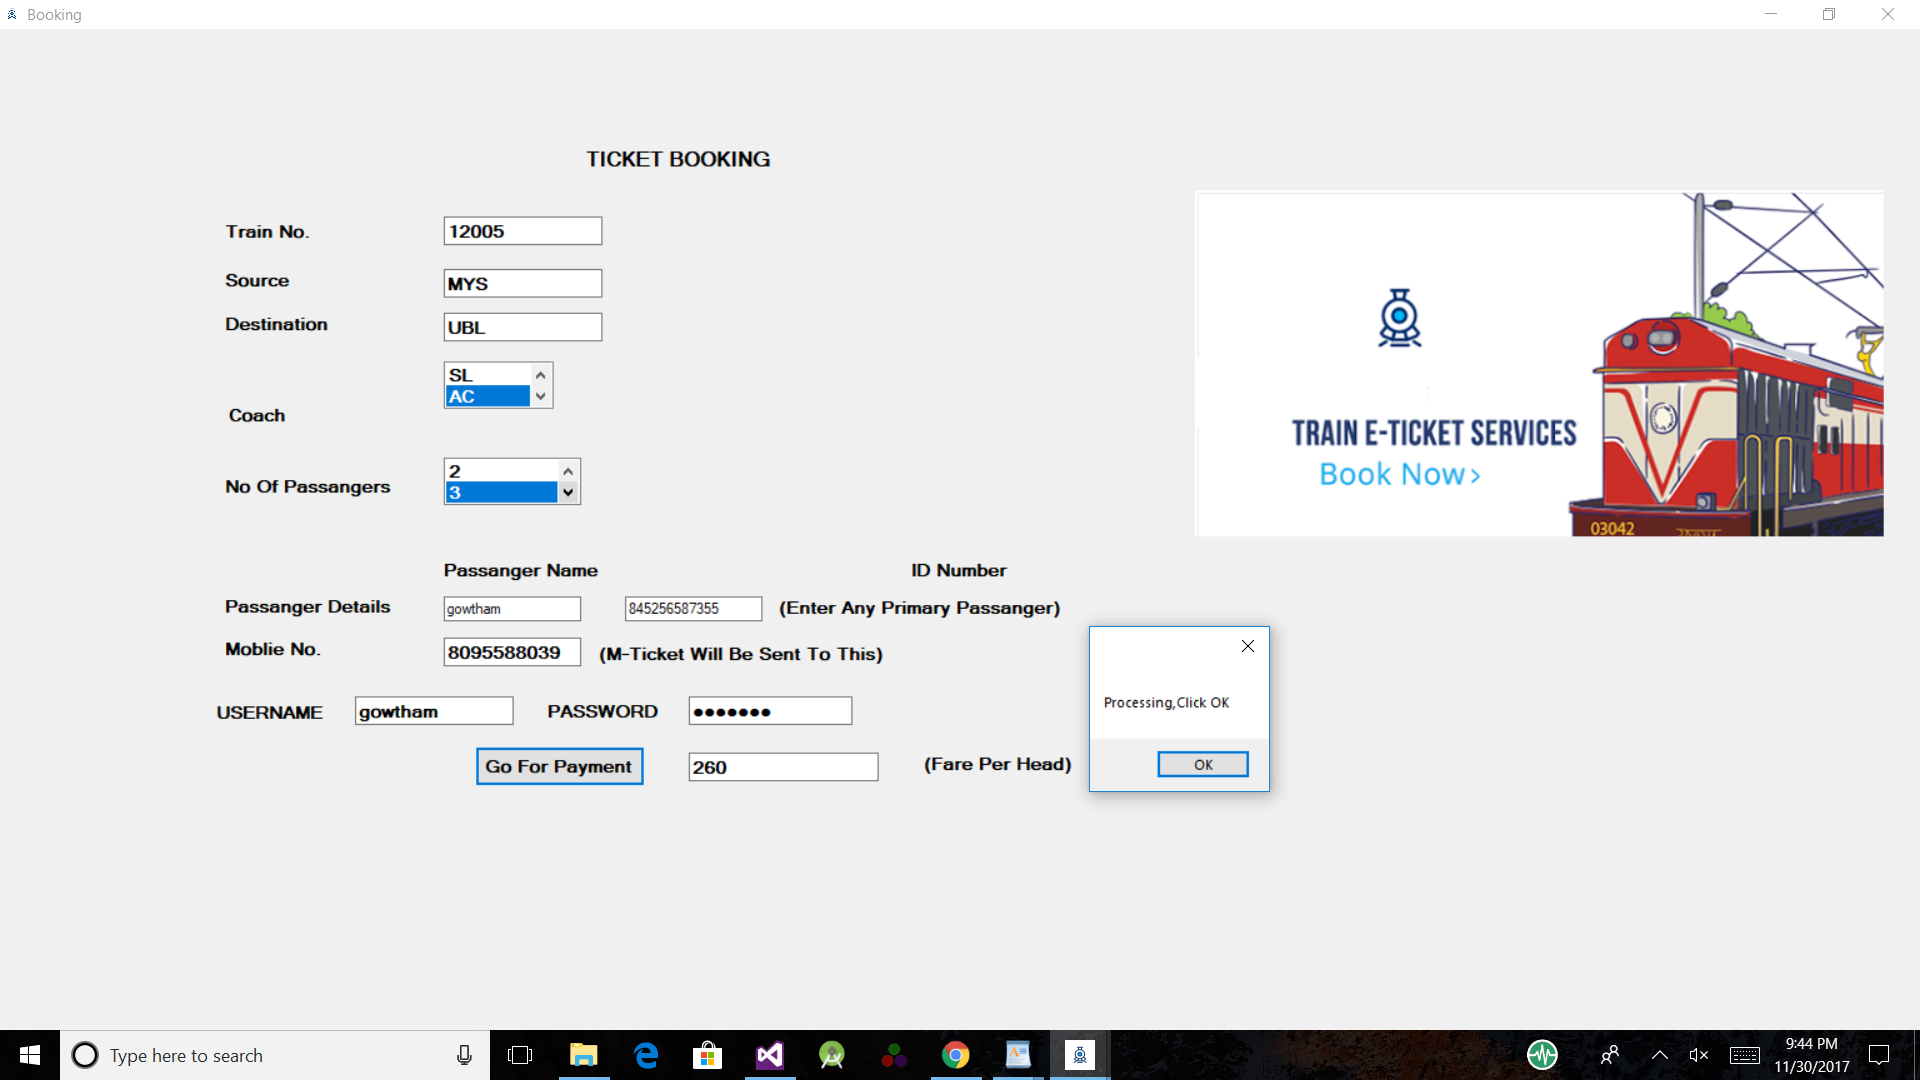 Booking
TICKET BOOKING
Train No.
12005
Source
MYS
Destination
UBL
SL
AC
Coach
2
3
No Of Passangers
Passanger Name
ID Number
Passanger Details
gowtham
845256587355
(Enter Any Primary Passanger)
Moblie No.
8095588039
(M-Ticket Will Be Sent To This)
USERNAME
gowtham
PASSWORD
●●●●●●●
Go For Payment
260
(Fare Per Head)
Processing,Click OK
OK
TRAIN E-TICKET SERVICES
Book Now >
03042
Type here to search
9:44 PM
11/30/2017